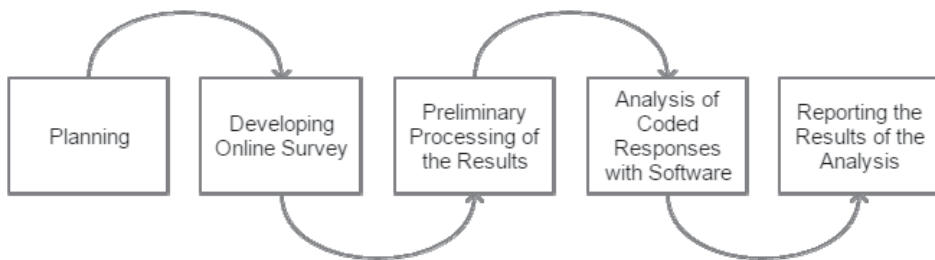 Planning
Developing
Online Survey
Preliminary
Processing of
the Results
Analysis of
Coded
Responses
with Software
Reporting the
Results of the
Analysis